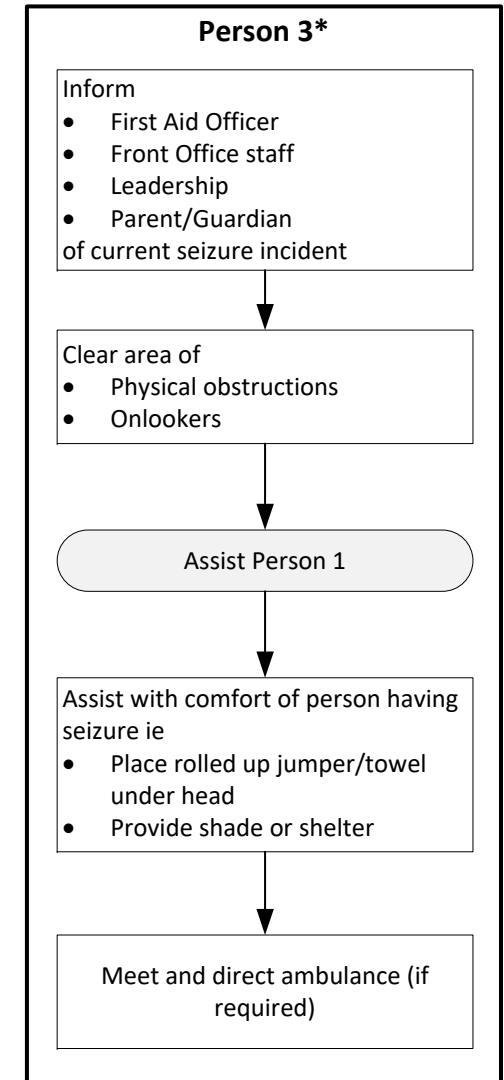 Person 3*
Inform
• First Aid Officer
• Front Office staff
• Leadership
• Parent/Guardian
of current seizure incident
Clear area of
• Physical obstructions
• Onlookers
Assist Person 1
Assist with comfort of person having
seizure ie
• Place rolled up jumper/towel
under head
• Provide shade or shelter
Meet and direct ambulance (if
required)